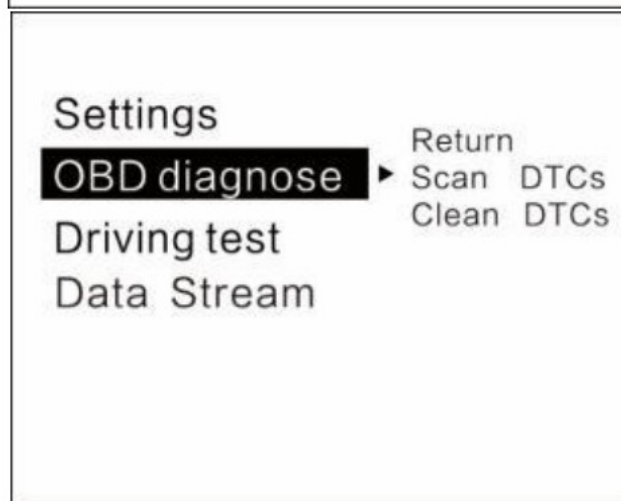 Settings
OBD diagnose
Driving test
Data Stream
Return
Scan DTCs
Clean DTCs